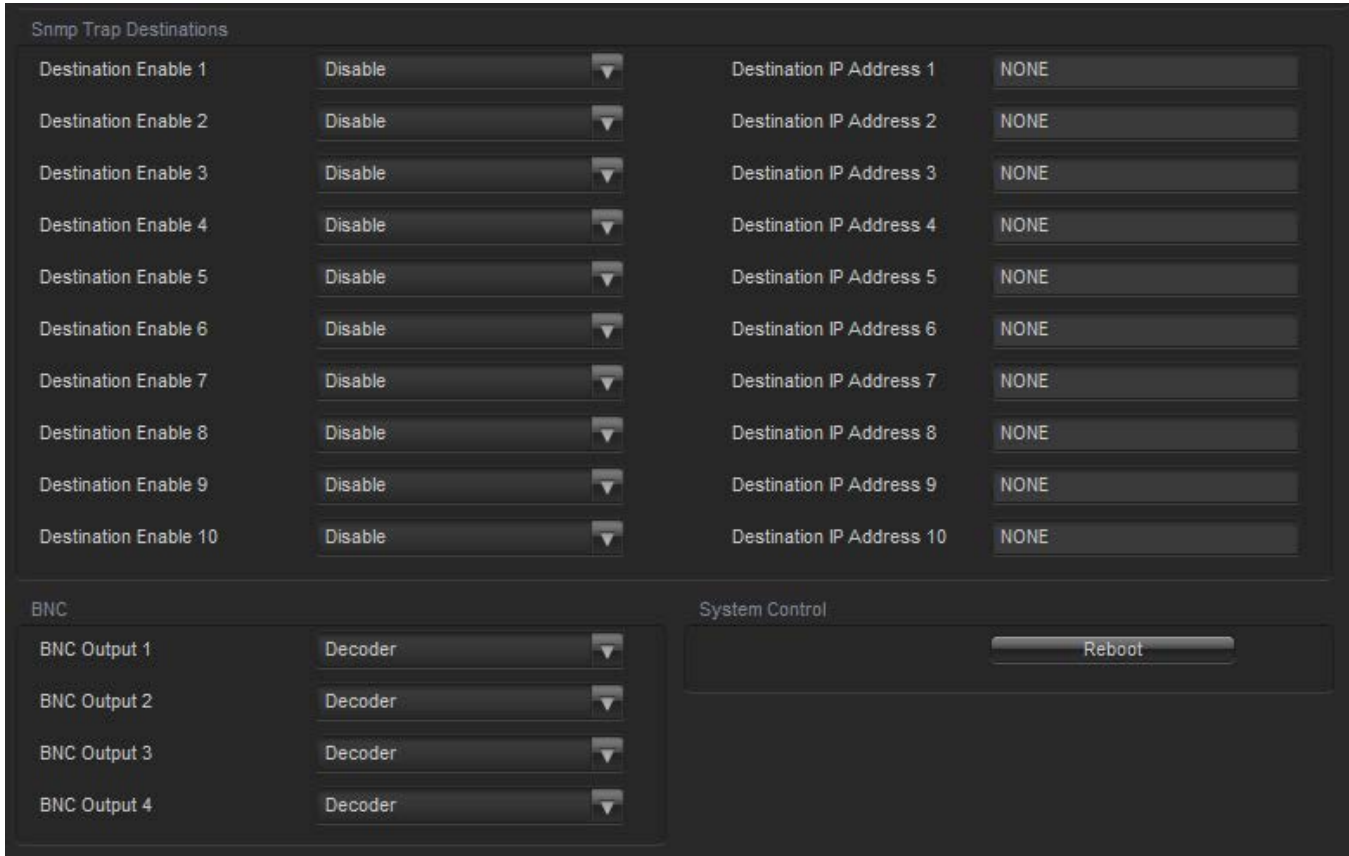 Snmp Trap Destinations
Destination Enable 1 Disable Destination IP Address 1 NONE
Destination Enable 2 Disable Destination IP Address 2 NONE
Destination Enable 3 Disable Destination IP Address 3 NONE
Destination Enable 4 Disable Destination IP Address 4 NONE
Destination Enable 5 Disable Destination IP Address 5 NONE
Destination Enable 6 Disable Destination IP Address 6 NONE
Destination Enable 7 Disable Destination IP Address 7 NONE
Destination Enable 8 Disable Destination IP Address 8 NONE
Destination Enable 9 Disable Destination IP Address 9 NONE
Destination Enable 10 Disable Destination IP Address 10 NONE
BNC
BNC Output 1 Decoder
BNC Output 2 Decoder
BNC Output 3 Decoder
BNC Output 4 Decoder
System Control
Reboot